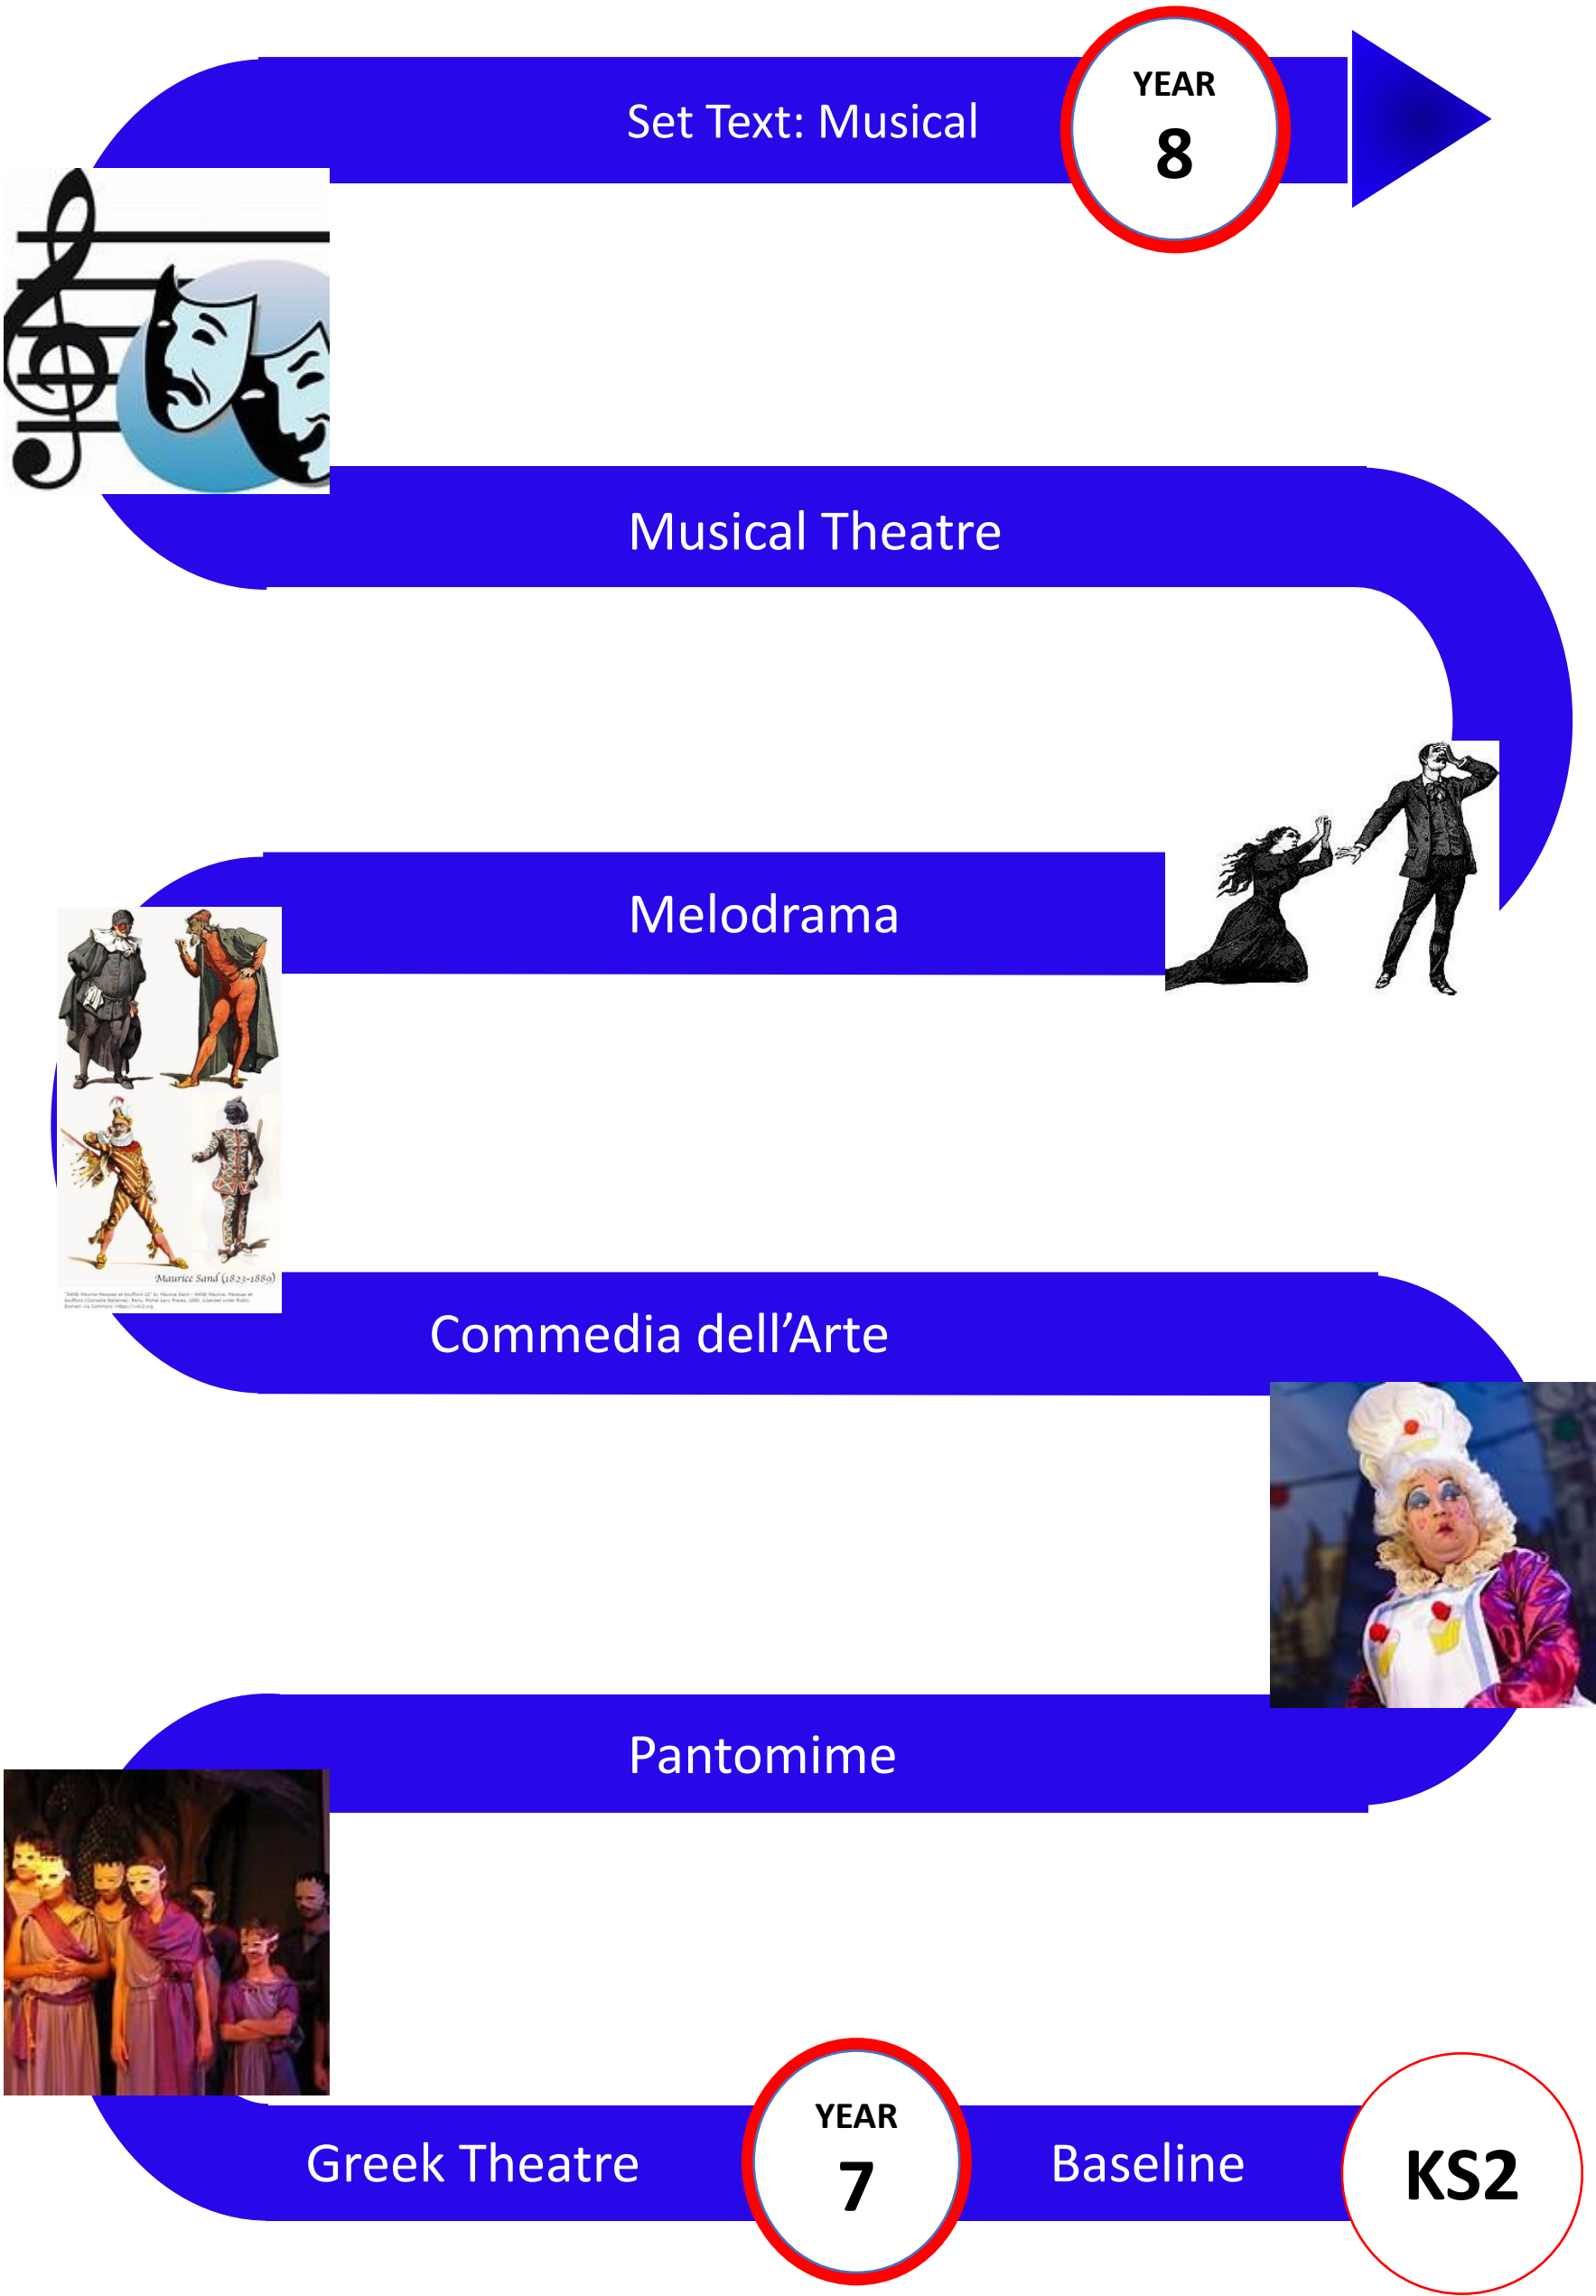 Set Text: Musical
YEAR
8
Musical Theatre
Melodrama
Maurice Sand (1823-1889)
Commedia dell’Arte
Pantomime
Greek Theatre
YEAR
7
Baseline
KS2